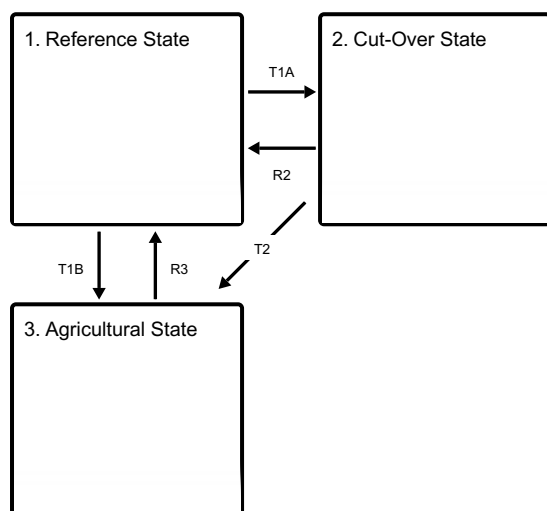 1. Reference State
2. Cut-Over State
T1A
R2
T1B
R3
T2
3. Agricultural State